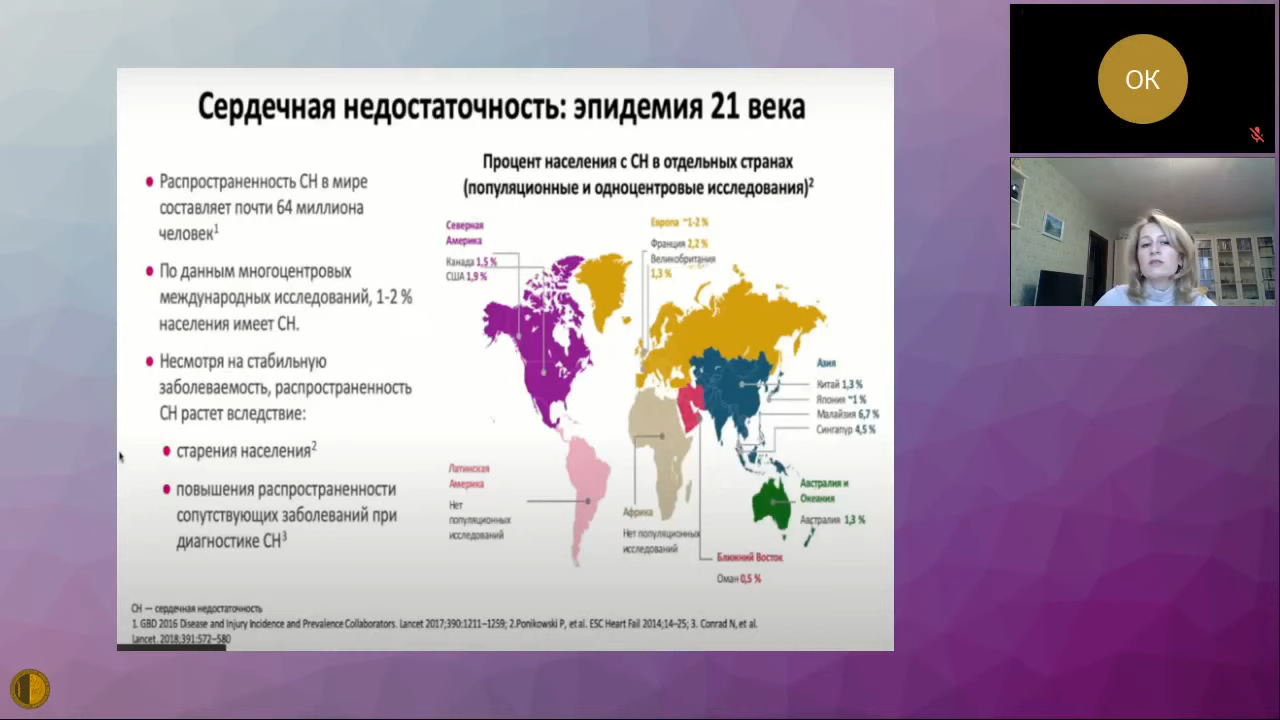 Сердечная недостаточность: эпидемия 21 века
Распространенность СН в мире
составляет почти 64 миллиона
человек1
По данным многоцентровых
международных исследований, 1-2 %
населения имеет СН.
Несмотря на стабильную
заболеваемость, распространенность
СН растет вследствие:
старения населения2
повышения распространенности
сопутствующих заболеваний при
диагностике СН3
Процент населения с СН в отдельных странах
(популяционные и одноцентровые исследования)2
Северная
Америка
Канада 1,5 %
США 1,9 %
Европа ~1-2 %
Франция 2,2 %
Великобритания
1,3 %
Азия
Китай 1,3 %
Япония ~1 %
Малайзия 6,7 %
Сингапур 4,5 %
Латинская
Америка
Нет
популяционных
исследований
Африка
Нет популяционных
исследований
Австралия и
Океания
Австралия 1,3 %
Ближний Восток
Оман 0,5 %
СН — сердечная недостаточность
1. GBD 2016 Disease and Injury Incidence and Prevalence Collaborators. Lancet 2017;390:1211–1259; 2.Ponikowski P, et al. ESC Heart Fail 2014;14–25; 3. Conrad N, et al.
Lancet. 2018;391:572–580
ОК